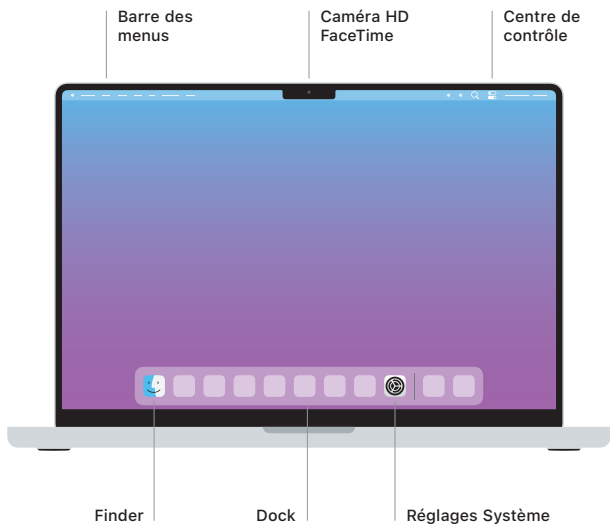 Barre des
menus
Caméra HD
FaceTime
Centre de
contrôle
Finder
Dock
Réglages Système